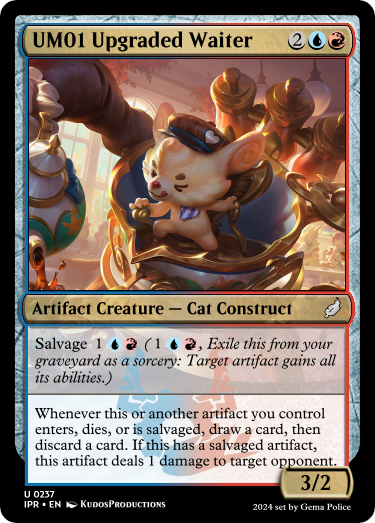 UM01 Upgraded Waiter 2
Artifact Creature — Cat Construct
Salvage 1 ( 1 , Exile this from your
graveyard as a sorcery: Target artifact gains all
its abilities.)
Whenever this or another artifact you control
enters, dies, or is salvaged, draw a card, then
discard a card. If this has a salvaged artifact,
this artifact deals 1 damage to target opponent.
3/2
U 0237
IPR • EN KUDOSPRODUCTIONS
2024 set by Gema Police